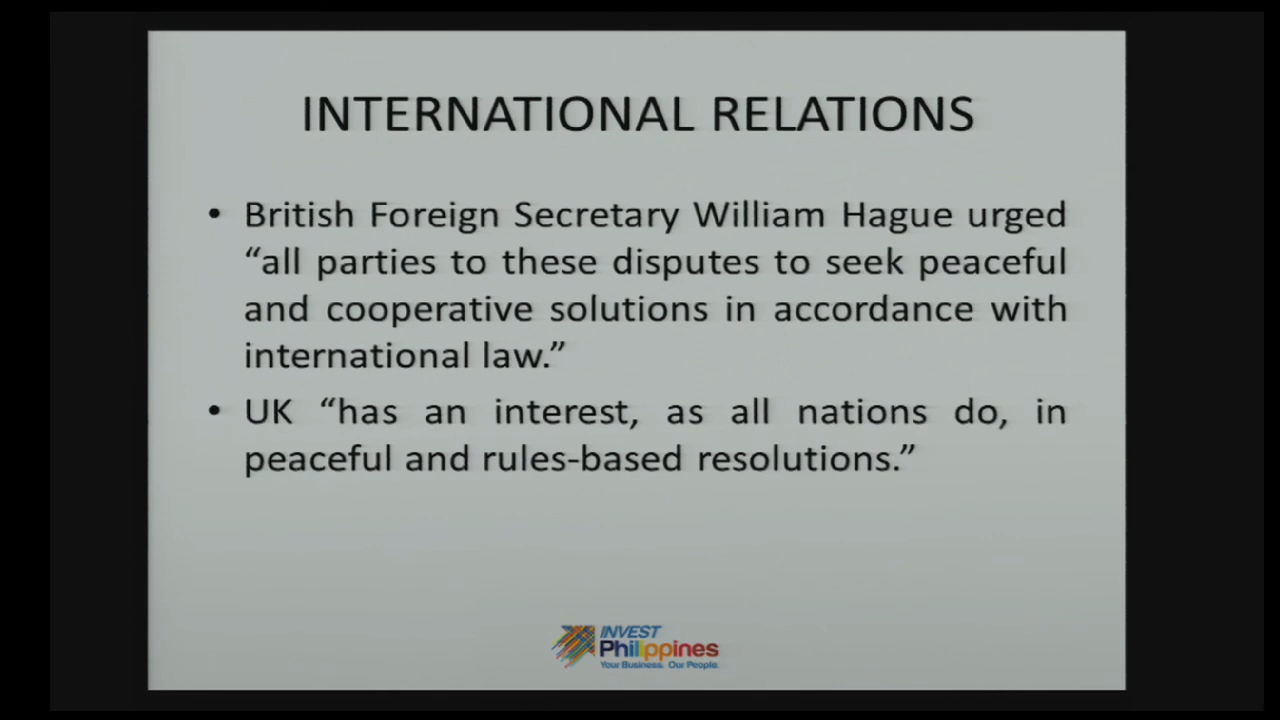 INTERNATIONAL RELATIONS
• British Foreign Secretary William Hague urged
“all parties to these disputes to seek peaceful
and cooperative solutions in accordance with
international law.”
• UK “has an interest, as all nations do, in
peaceful and rules-based resolutions.”
INVEST
Philippines
Your Business. Our People.